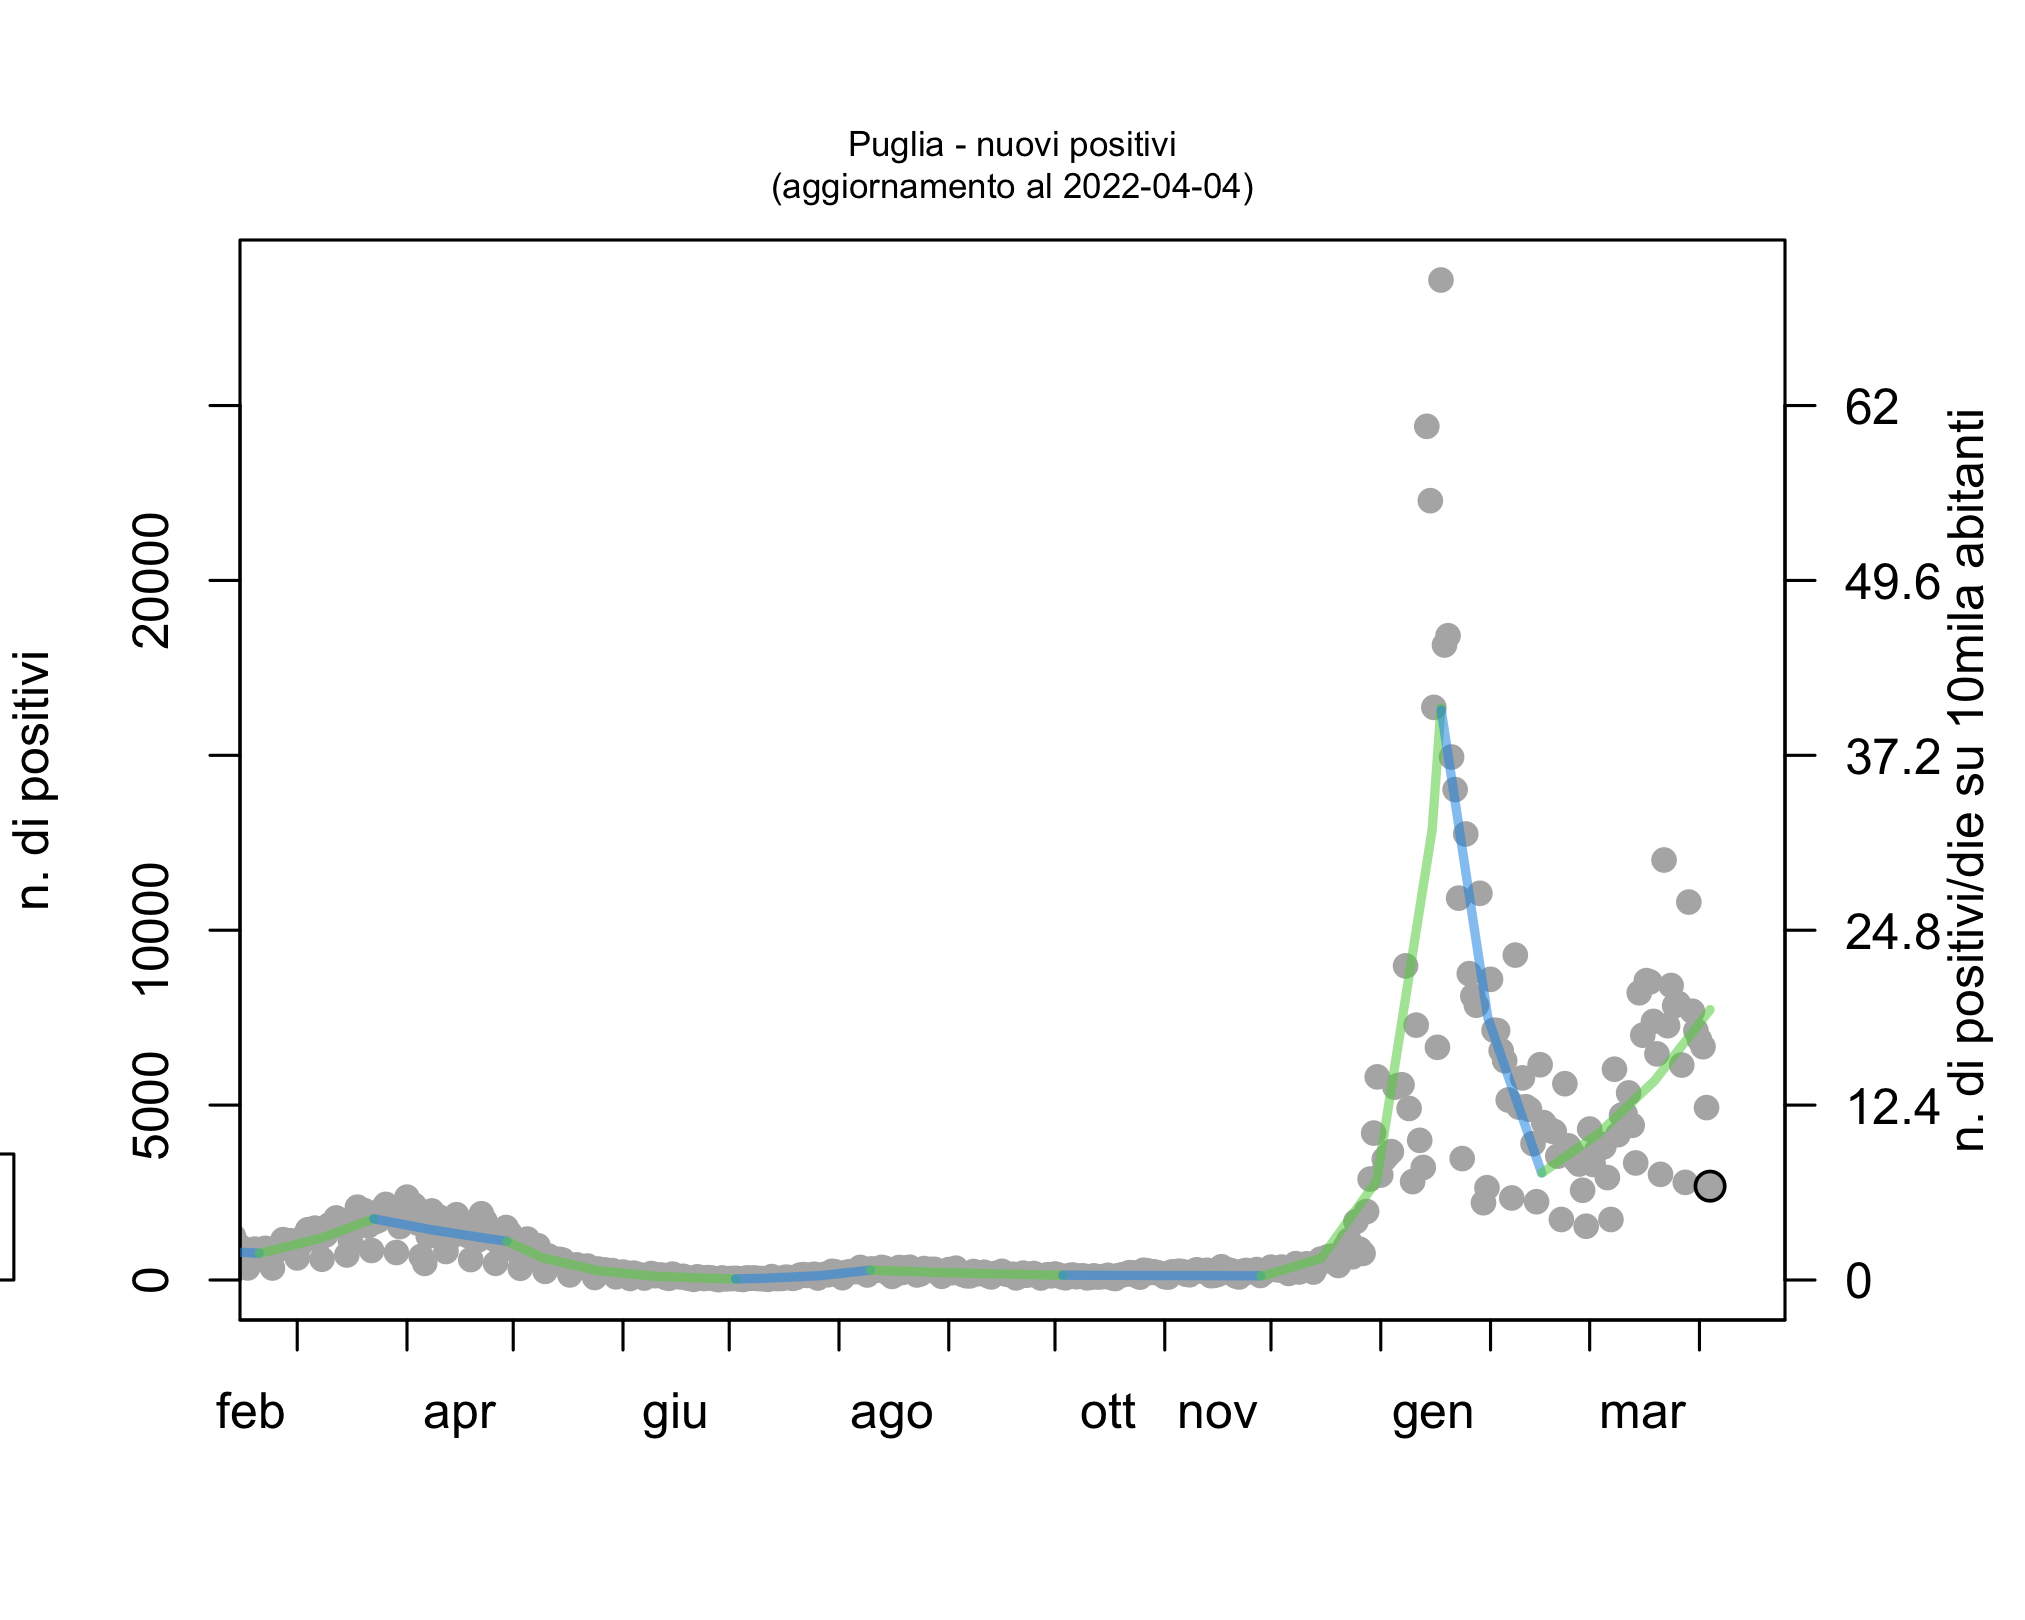 Puglia - nuovi positivi
(aggiornamento al 2022-04-04)
n. di positivi
0
5000
10000
20000
62
49.6
37.2
24.8
12.4
0
n. di positivi/die su 10mila abitanti
feb apr giu ago ott nov gen mar